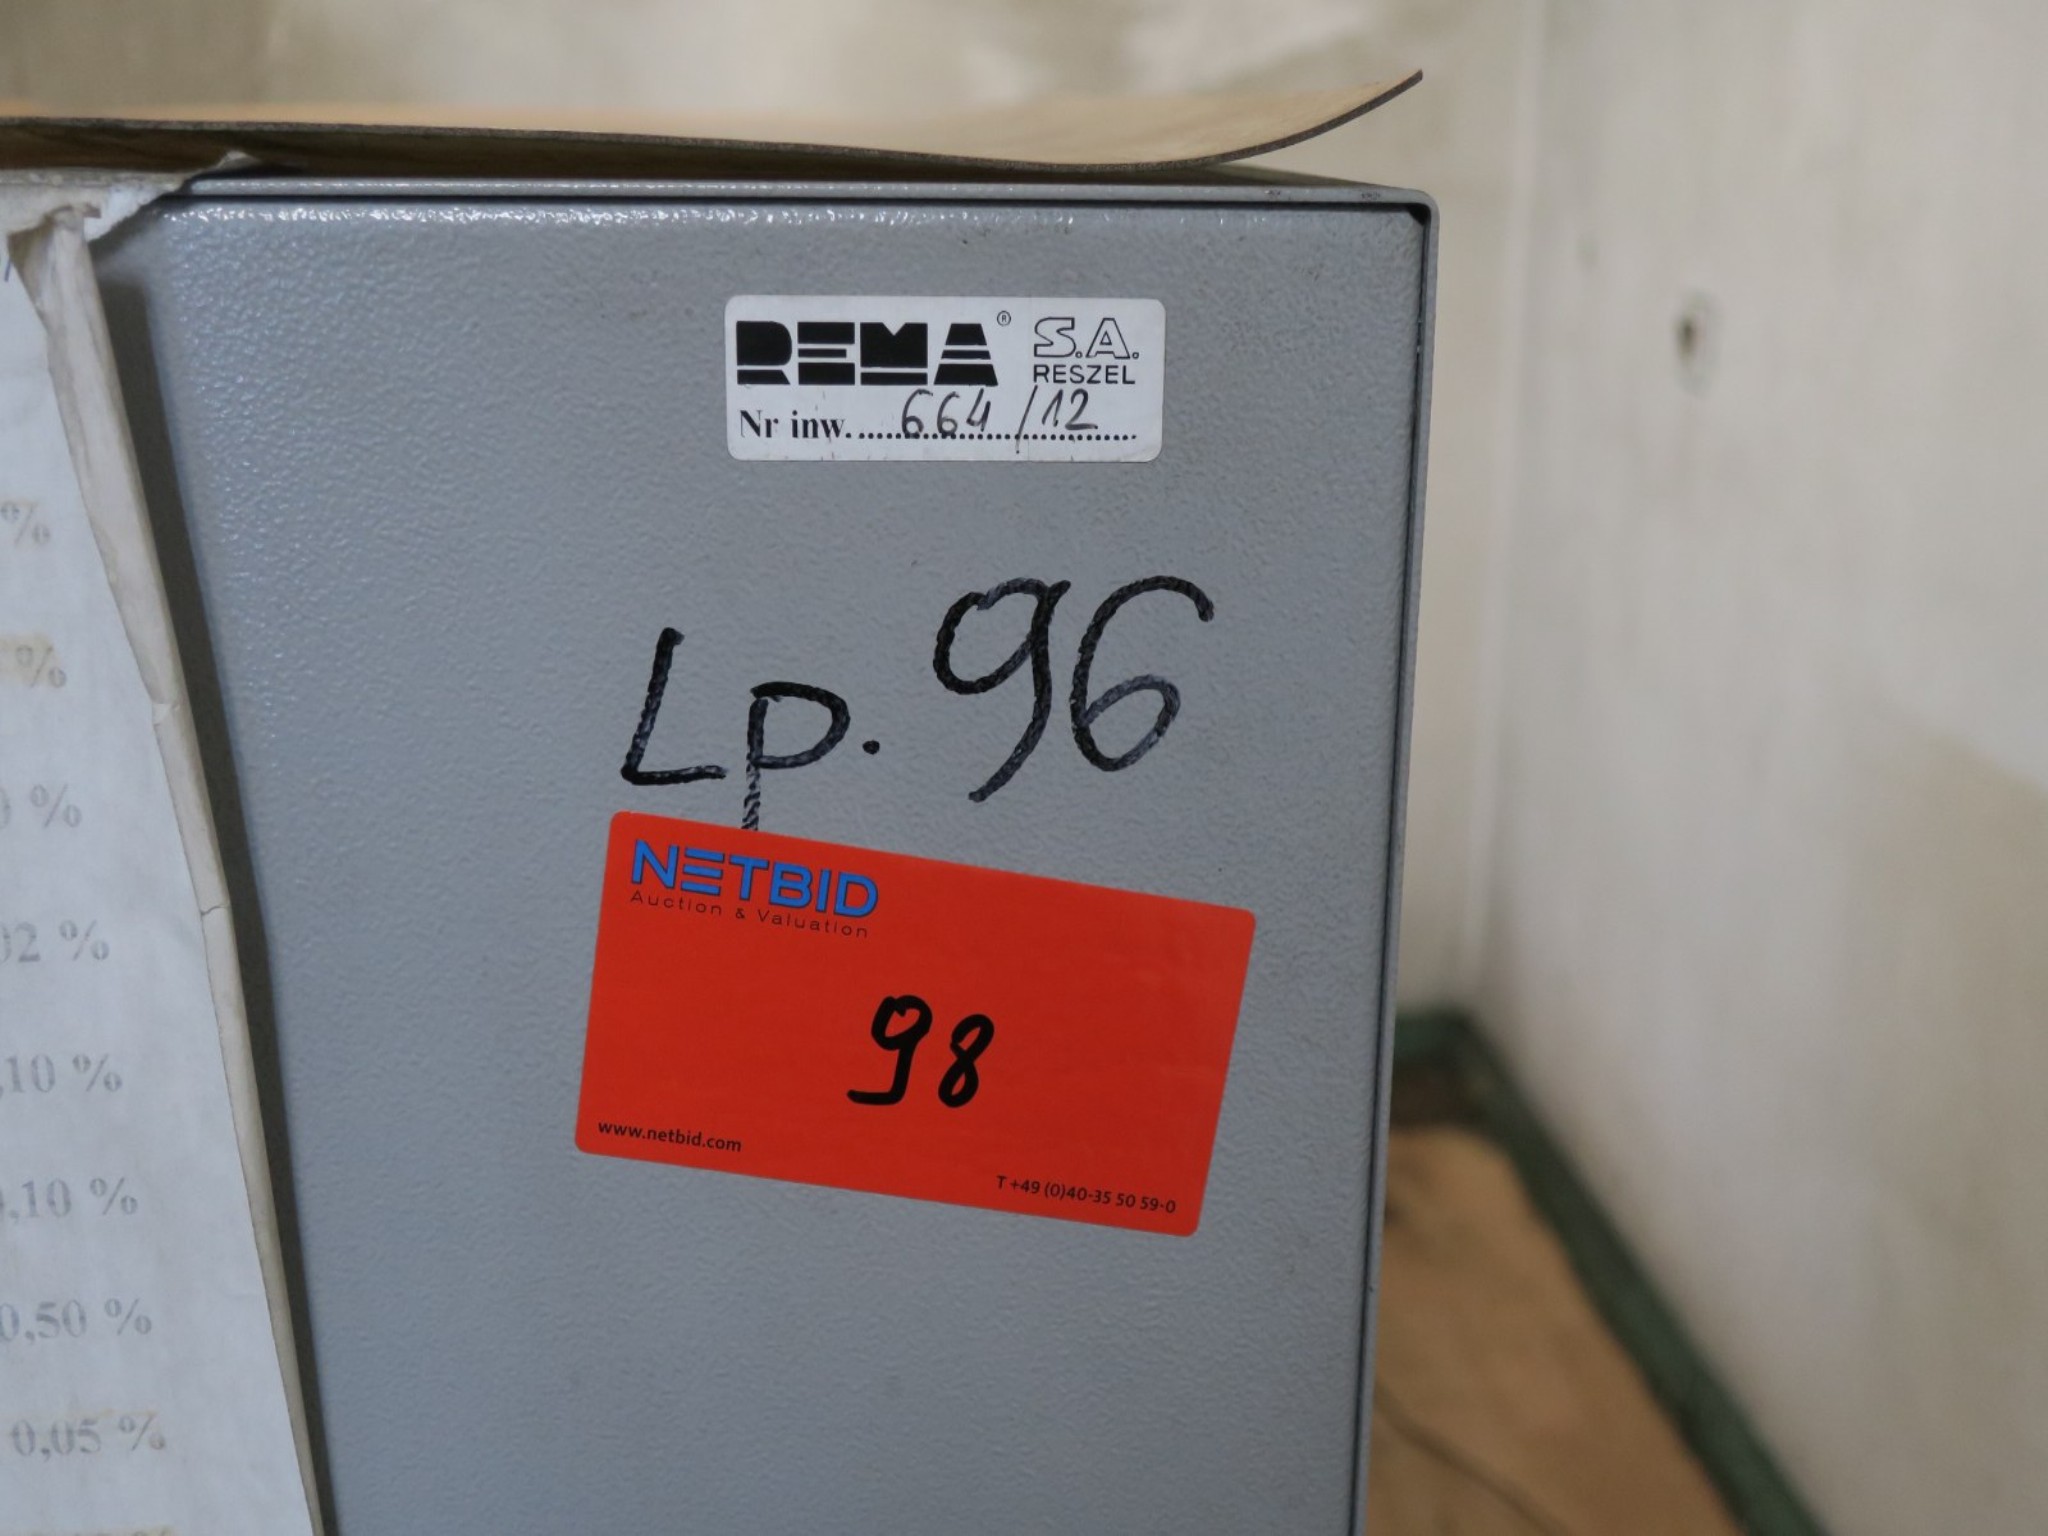 REMA® S.A.
RESZEL
Nr inw. 664/12
Lp. 96
NETBID
Auction & Valuation
98
www.netbid.com
T +49 (0)40-35 50 59-0
%
%
%
02 %
,10 %
0,10 %
0,50 %
0,05 %